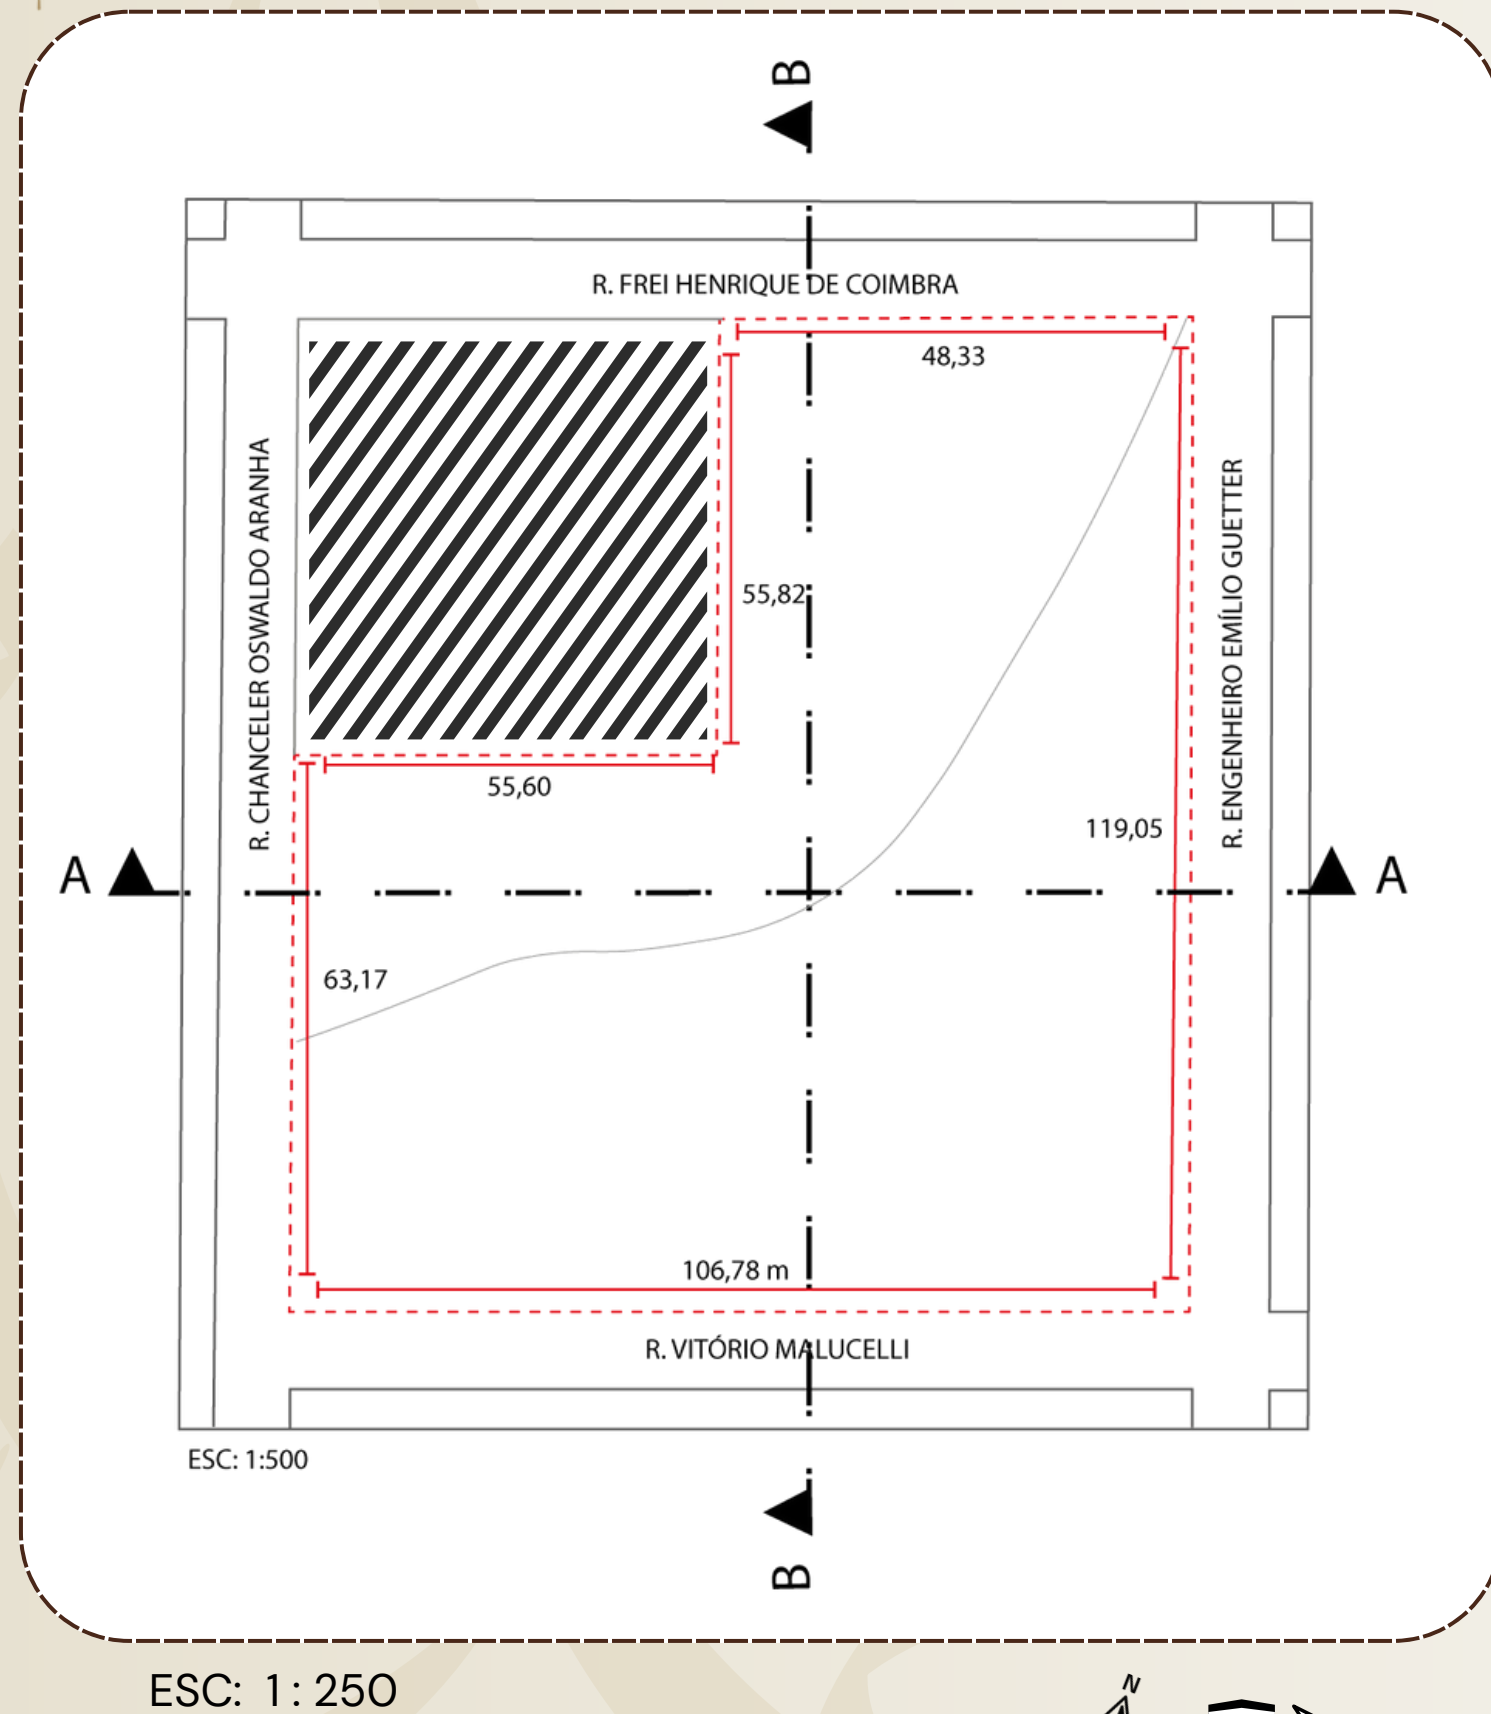 B
R. FREI HENRIQUE DE COIMBRA
48,33
R. CHANCELER OSWALDO ARANHA
R. ENGENHEIRO EMÍLIO GUETTER
55,82
55,60
119,05
A
A
63,17
106,78 m
R. VITÓRIO MALUCELLI
ESC: 1:500
B
ESC: 1: 250
N